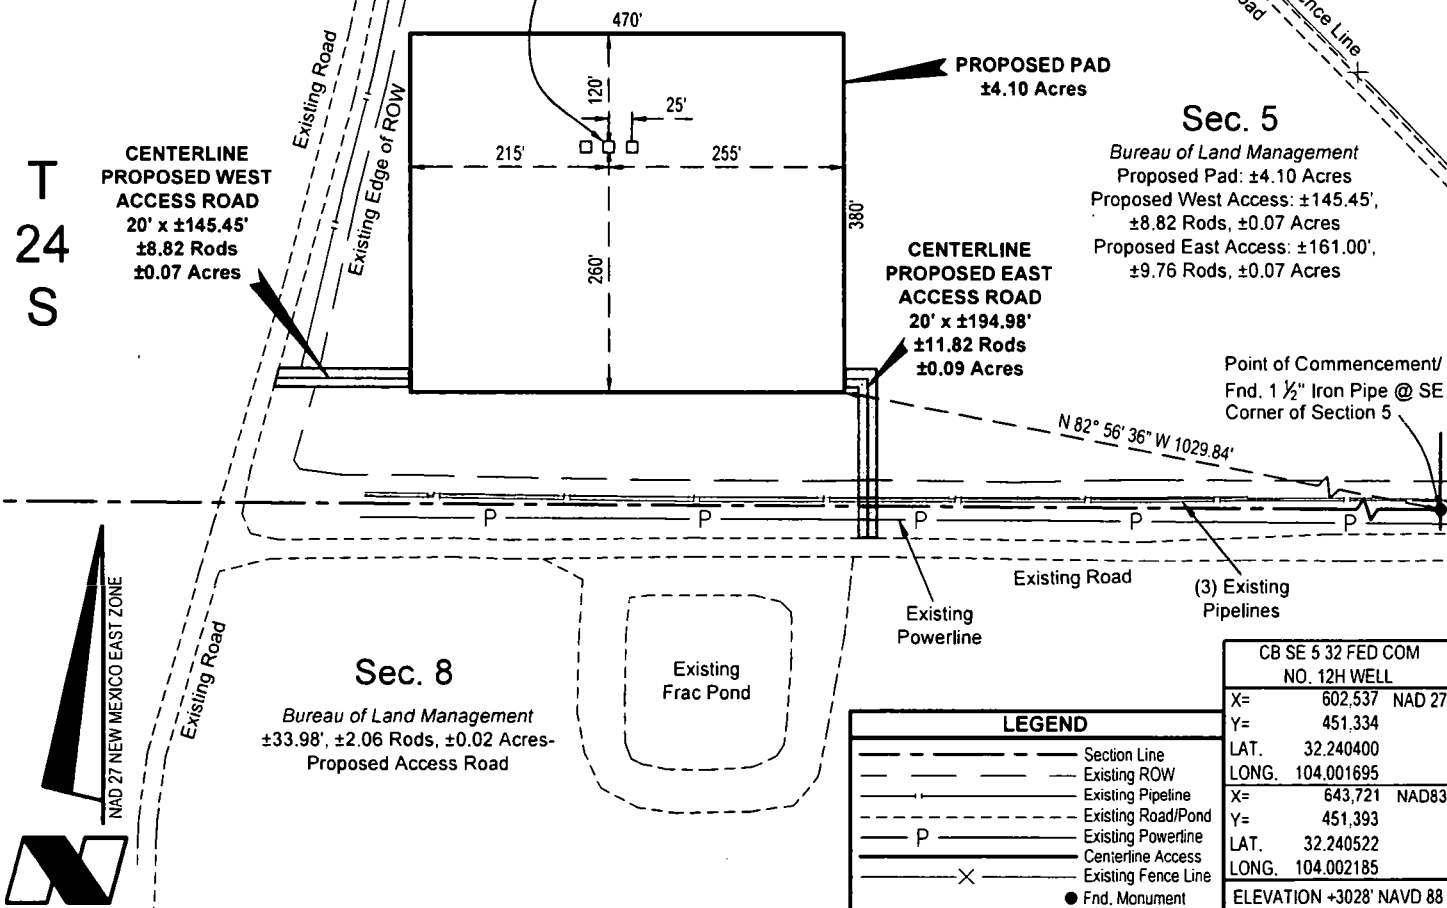 470'
Existing Road
Existing Edge of ROW
120'
25'
215'
255'
260'
380'
PROPOSED PAD
±4.10 Acres
ence Line
oad
T
24
S
CENTERLINE
PROPOSED WEST
ACCESS ROAD
20' x ±145.45'
±8.82 Rods
±0.07 Acres
Sec. 5
Bureau of Land Management
Proposed Pad: ±4.10 Acres
Proposed West Access: ±145.45',
±8.82 Rods, ±0.07 Acres
Proposed East Access: ±161.00',
±9.76 Rods, ±0.07 Acres
CENTERLINE
PROPOSED EAST
ACCESS ROAD
20' x ±194.98'
±11.82 Rods
±0.09 Acres
Point of Commencement/
Fnd. 1 ½" Iron Pipe @ SE
Corner of Section 5
N 82° 56' 36" W 1029.84'
P
P
P
P
P
Existing Road
(3) Existing
Pipelines
Existing
Powerline
Existing Road
NAD 27 NEW MEXICO EAST ZONE
Sec. 8
Bureau of Land Management
±33.98', ±2.06 Rods, ±0.02 Acres-
Proposed Access Road
Existing
Frac Pond
LEGEND
Section Line
Existing ROW
Existing Pipeline
Existing Road/Pond
P Existing Powerline
Centerline Access
X Existing Fence Line
Fnd. Monument
CB SE 5 32 FED COM
NO. 12H WELL
X= 602,537 NAD 27
Y= 451,334
LAT. 32.240400
LONG. 104.001695
X= 643,721 NAD83
Y= 451,393
LAT. 32.240522
LONG. 104.002185
ELEVATION +3028' NAVD 88